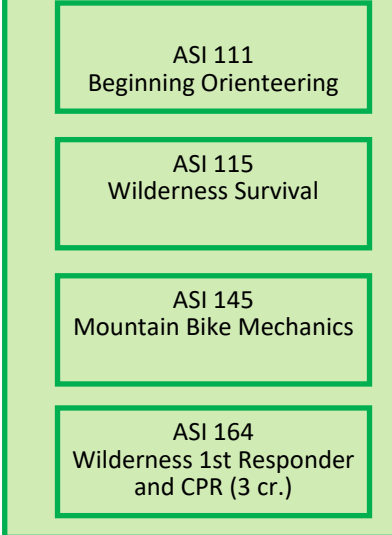 ASI 111
Beginning Orienteering
ASI 115
Wilderness Survival
ASI 145
Mountain Bike Mechanics
ASI 164
Wilderness 1st Responder
and CPR (3 cr.)